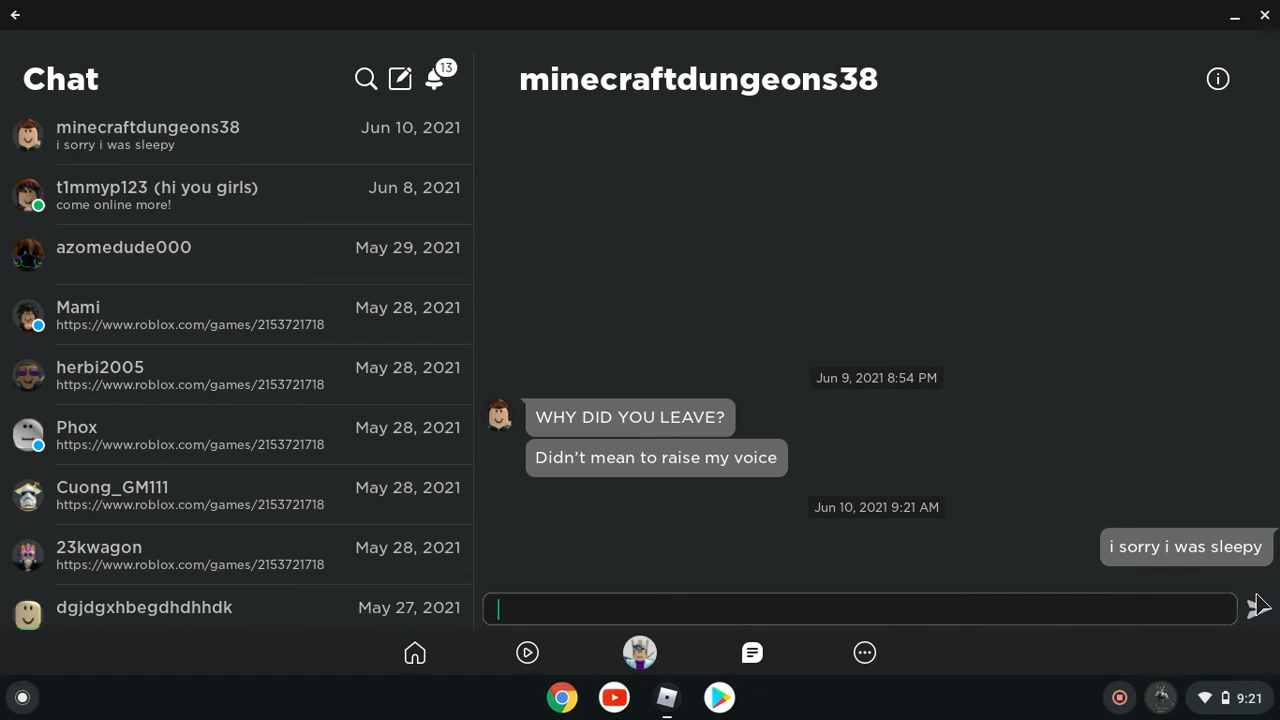 Chat
13
minecraftdungeons38
Jun 10, 2021
i sorry i was sleepy
t1mmyp123 (hi you girls)
Jun 8, 2021
come online more!
azomedude000
May 29, 2021
Mami
May 28, 2021
https://www.roblox.com/games/2153721718
herbi2005
May 28, 2021
https://www.roblox.com/games/2153721718
Phox
May 28, 2021
https://www.roblox.com/games/2153721718
Cuong_GM111
May 28, 2021
https://www.roblox.com/games/2153721718
23kwagon
May 28, 2021
https://www.roblox.com/games/2153721718
dgjdgxhbegdhdhhdk
May 27, 2021
minecraftdungeons38
Jun 9, 2021 8:54 PM
WHY DID YOU LEAVE?
Didn't mean to raise my voice
Jun 10, 2021 9:21 AM
i sorry i was sleepy
9:21